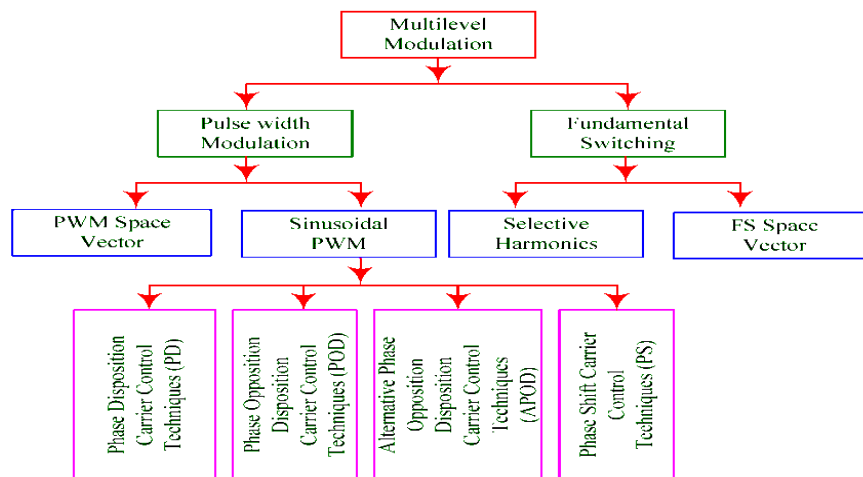 Multilevel
Modulation
Pulse width
Modulation
Fundamental
Switching
PWM Space
Vector
Sinusoidal
PWM
Selective
Harmonics
FS Space
Vector
Phase Disposition
Carrier Control
Techniques (PD)
Phase Opposition
Disposition
Carrier Control
Techniques (POD)
Alternative Phase
Opposition
Disposition
Carrier Control
Techniques
(APOD)
Phase Shift Carrier
Control
Techniques (PS)